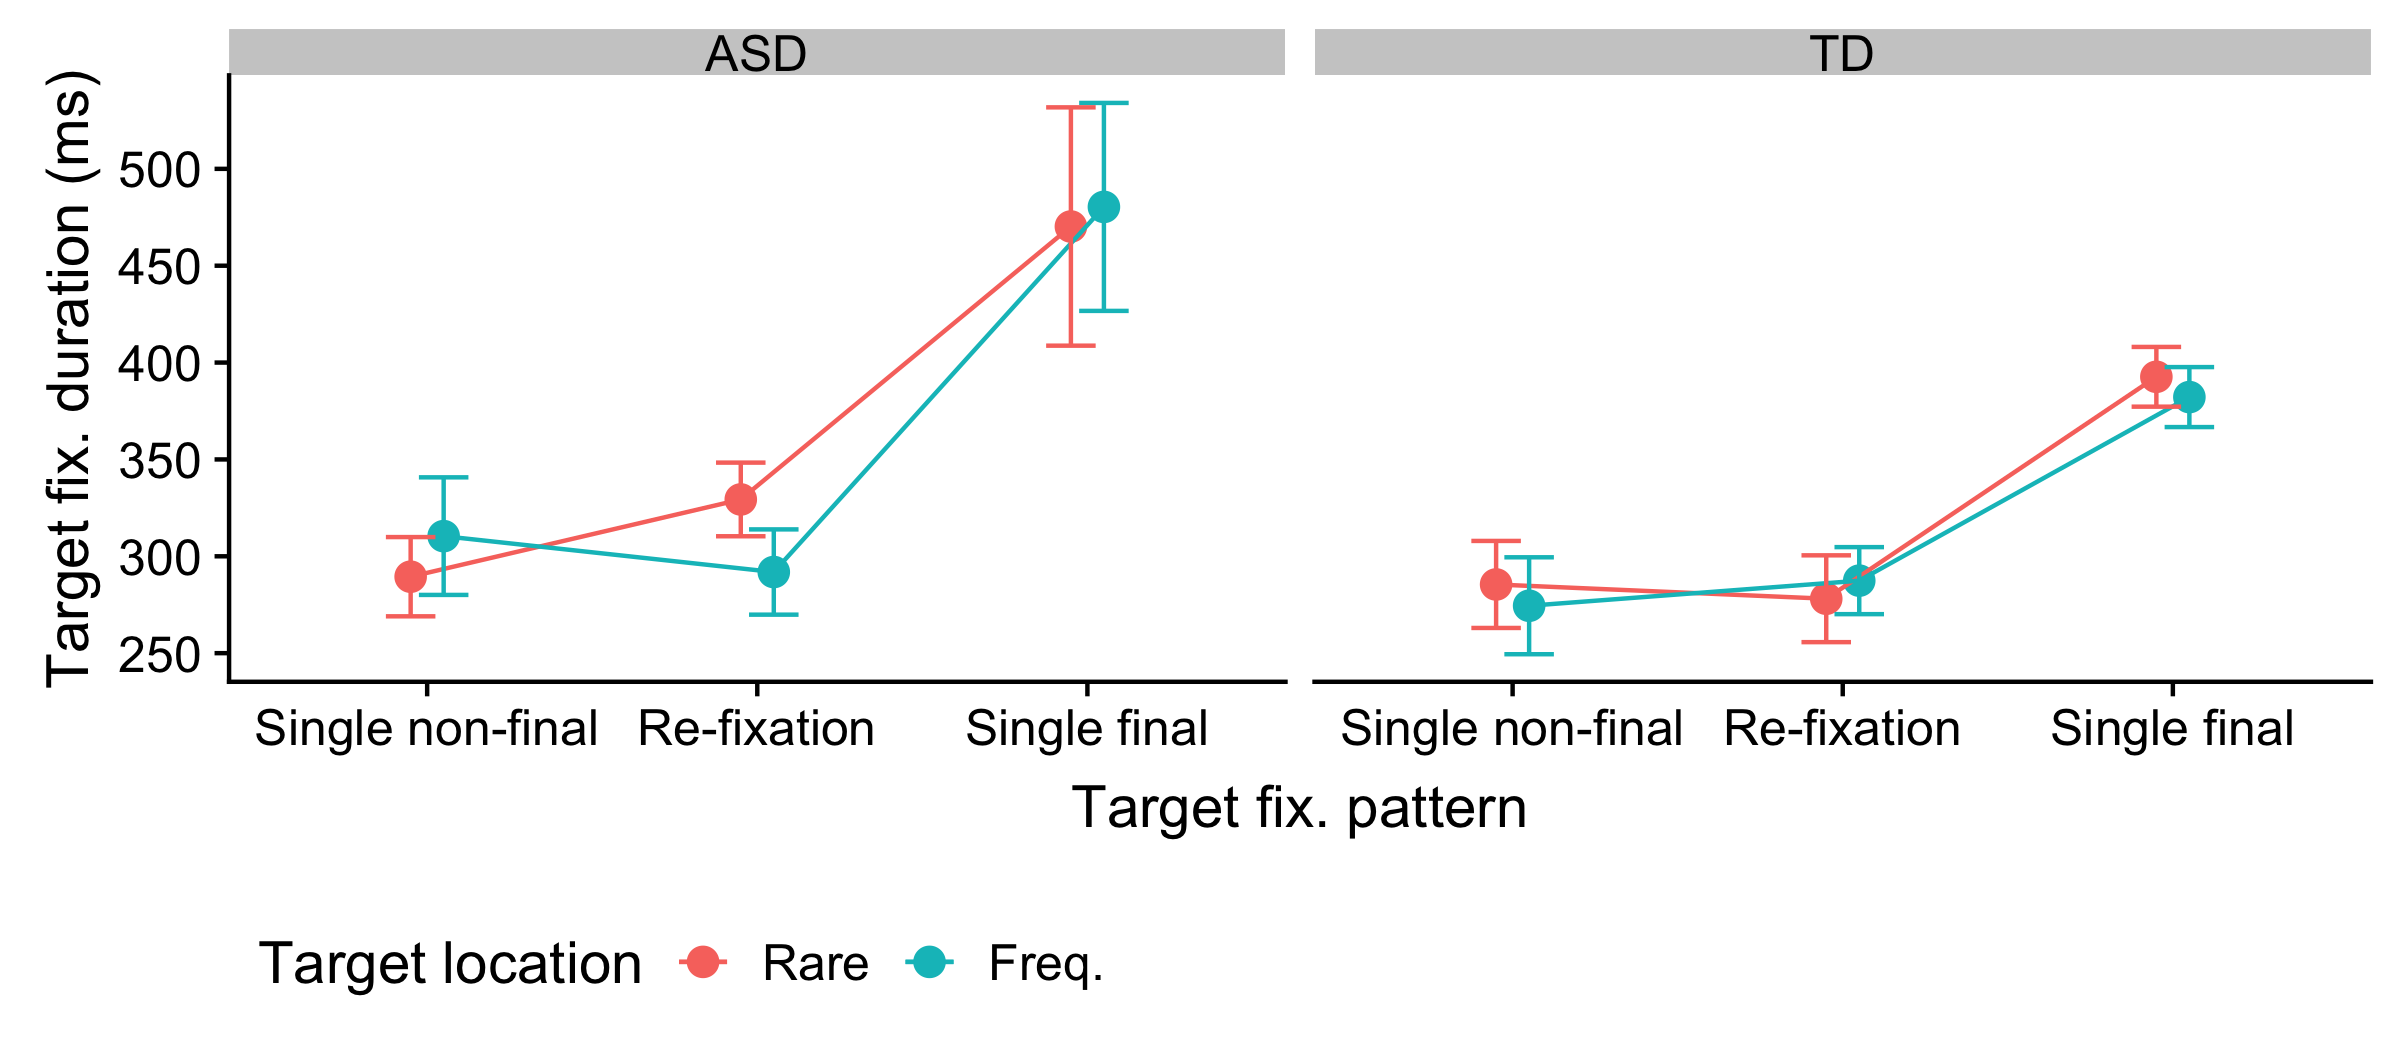 ASD
TD
Target fix. duration (ms)
500
450
400
350
300
250
Single non-final Re-fixation Single final
Single non-final Re-fixation Single final
Target fix. pattern
Target location Rare Freq.